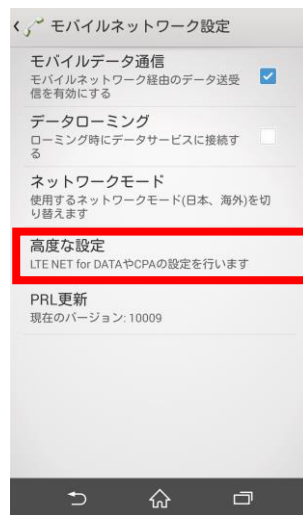 モバイルネットワーク設定
モバイルデータ通信
モバイルネットワーク経由のデータ送受
信を有効にする
データローミング
ローミング時にデータサービスに接続す
る
ネットワークモード
使用するネットワークモード(日本、海外)を切
り替えます
高度な設定
LTE NET for DATAやCPAの設定を行います
PRL更新
現在のバージョン: 10009